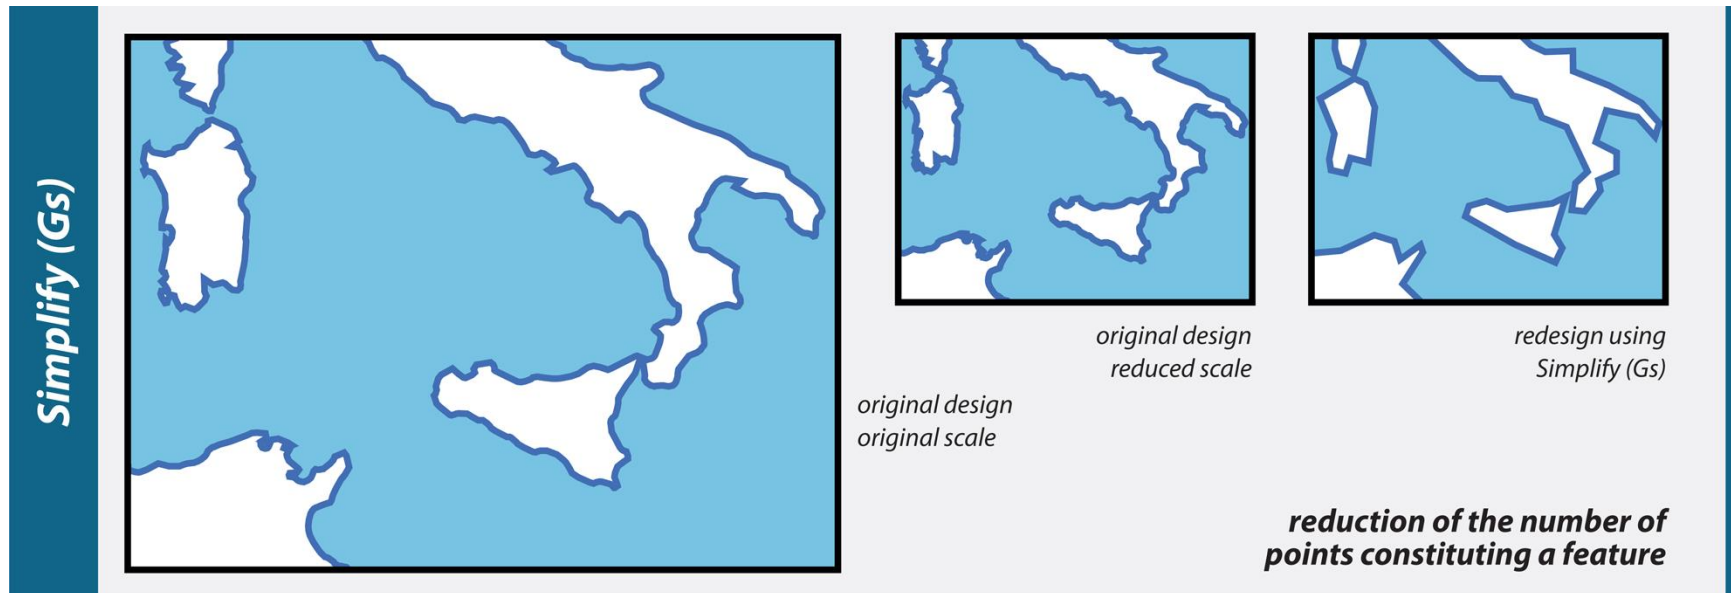 Simplify (Gs)
original design
original scale
original design
reduced scale
redesign using
Simplify (Gs)
reduction of the number of
points constituting a feature